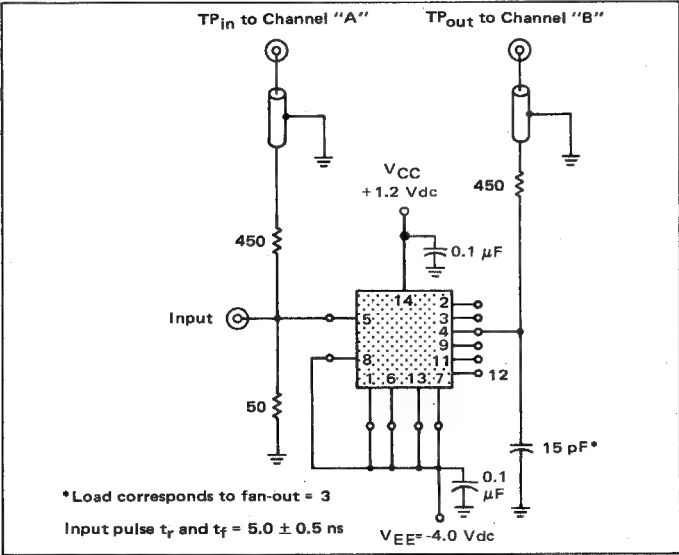 TPin to Channel "A"
TPout to Channel "B"
VCC
+1.2 Vdc
450
450
0.1 µF
Input
50
14
5
8
1 6 13 7
2
3
4
9
11
12
15 pF*
0.1
µF
VEE= -4.0 Vdc
*Load corresponds to fan-out = 3
Input pulse tr and tf = 5.0 ± 0.5 ns